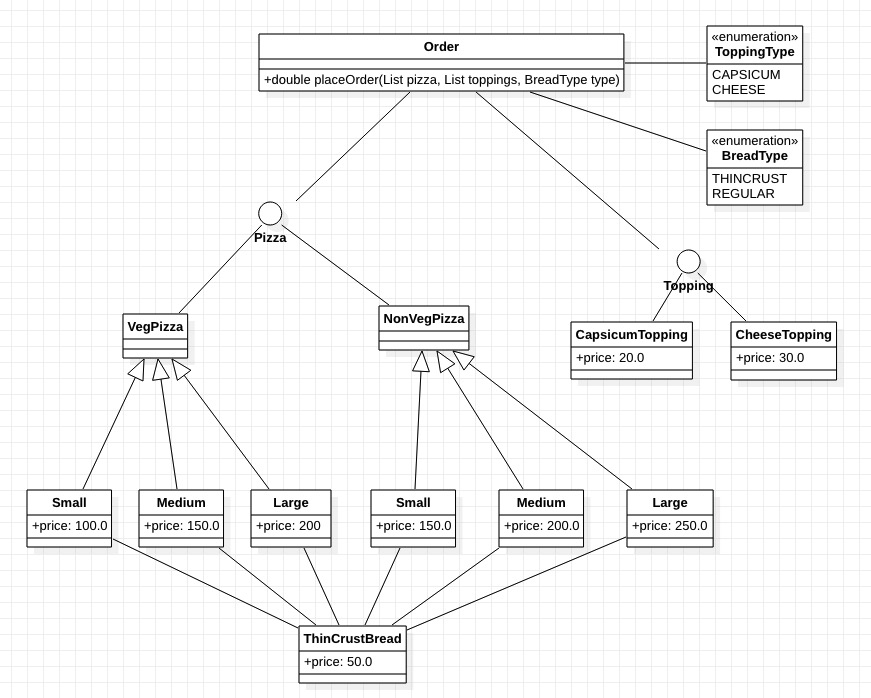 Order
+double placeOrder(List pizza, List toppings, BreadType type)
«enumeration»
ToppingType
CAPSICUM
CHEESE
«enumeration»
BreadType
THINCRUST
REGULAR
Pizza
Topping
VegPizza
NonVegPizza
CapsicumTopping
+price: 20.0
CheeseTopping
+price: 30.0
Small
+price: 100.0
Medium
+price: 150.0
Large
+price: 200
Small
+price: 150.0
Medium
+price: 200.0
Large
+price: 250.0
ThinCrustBread
+price: 50.0